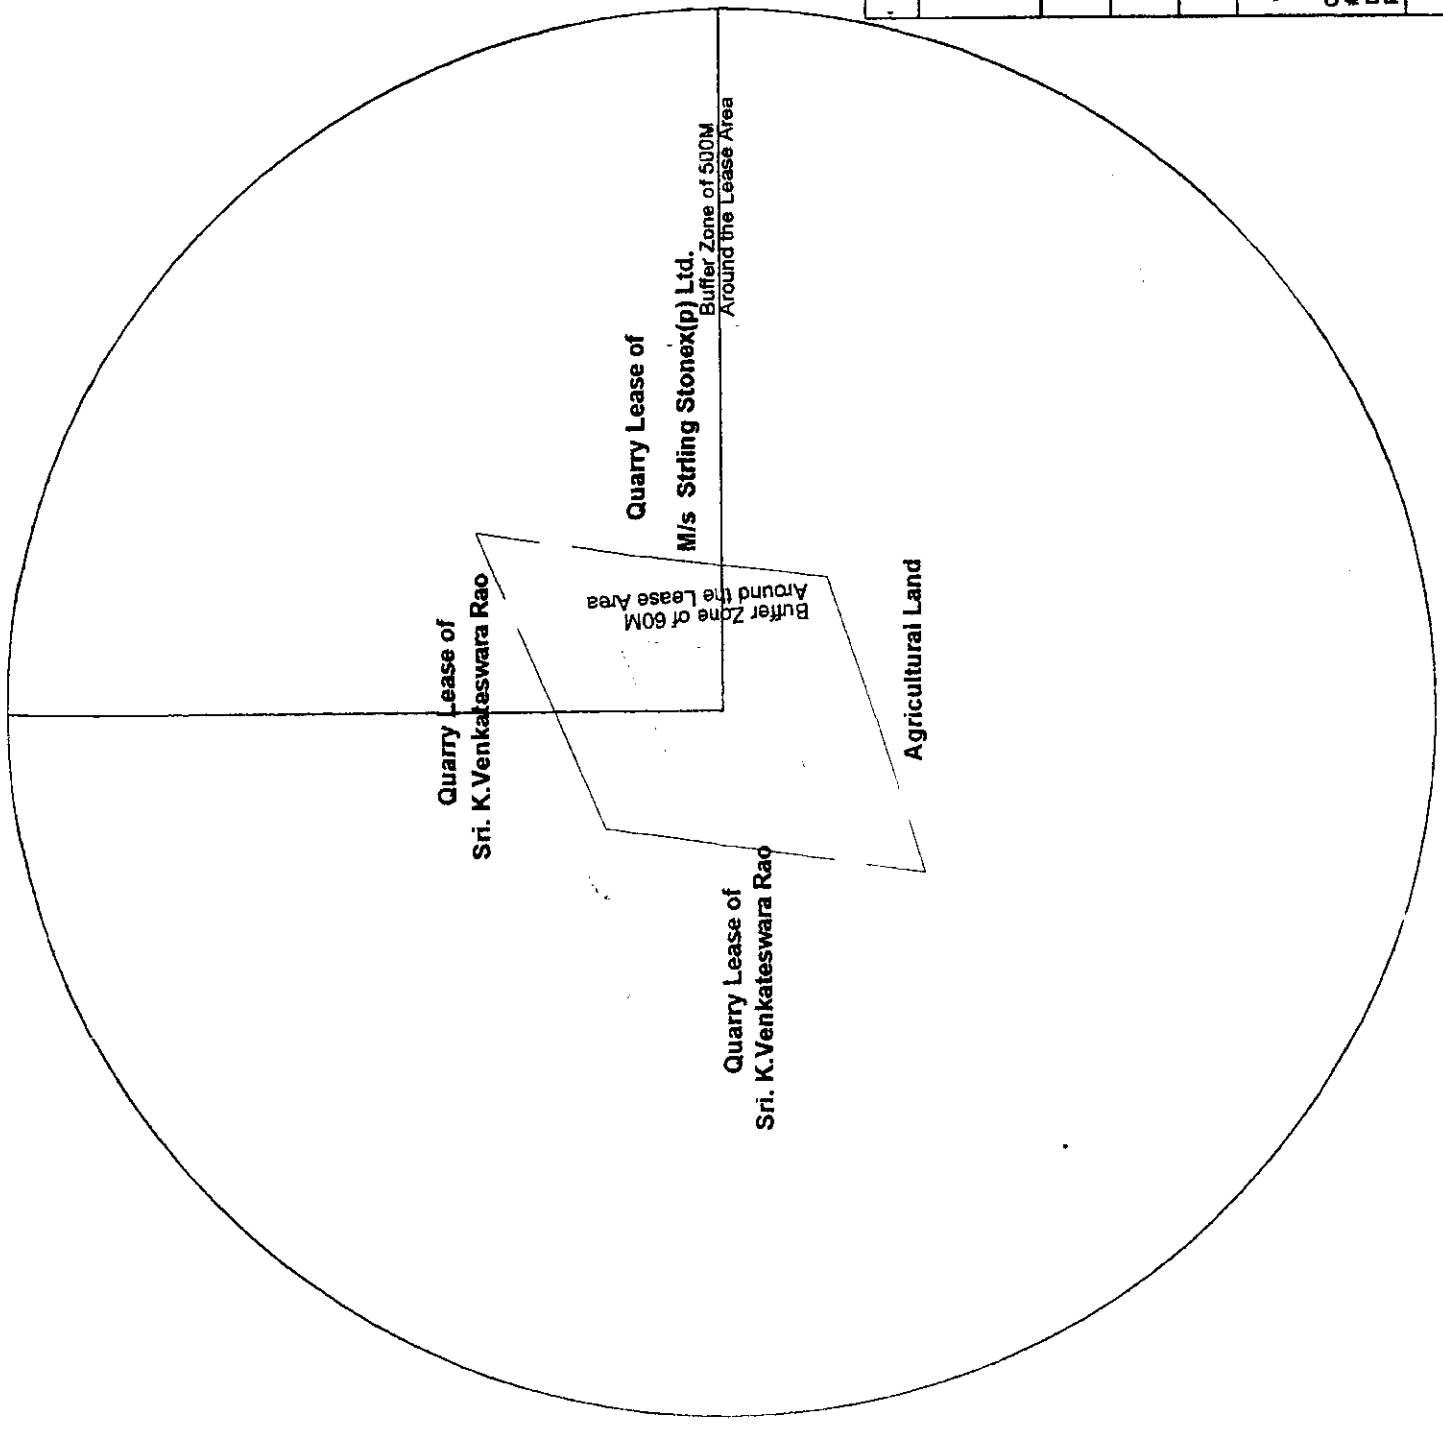 Quarry Lease of
Sri. K.Venkateswara Rao
Quarry Lease of
M/s Strling Stonex(p) Ltd.
Buffer Zone of 500M
Around the Lease Area
Buffer Zone of 60M
Around the Lease Area
Quarry Lease of
Sri. K.Venkateswara Rao
Agricultural Land